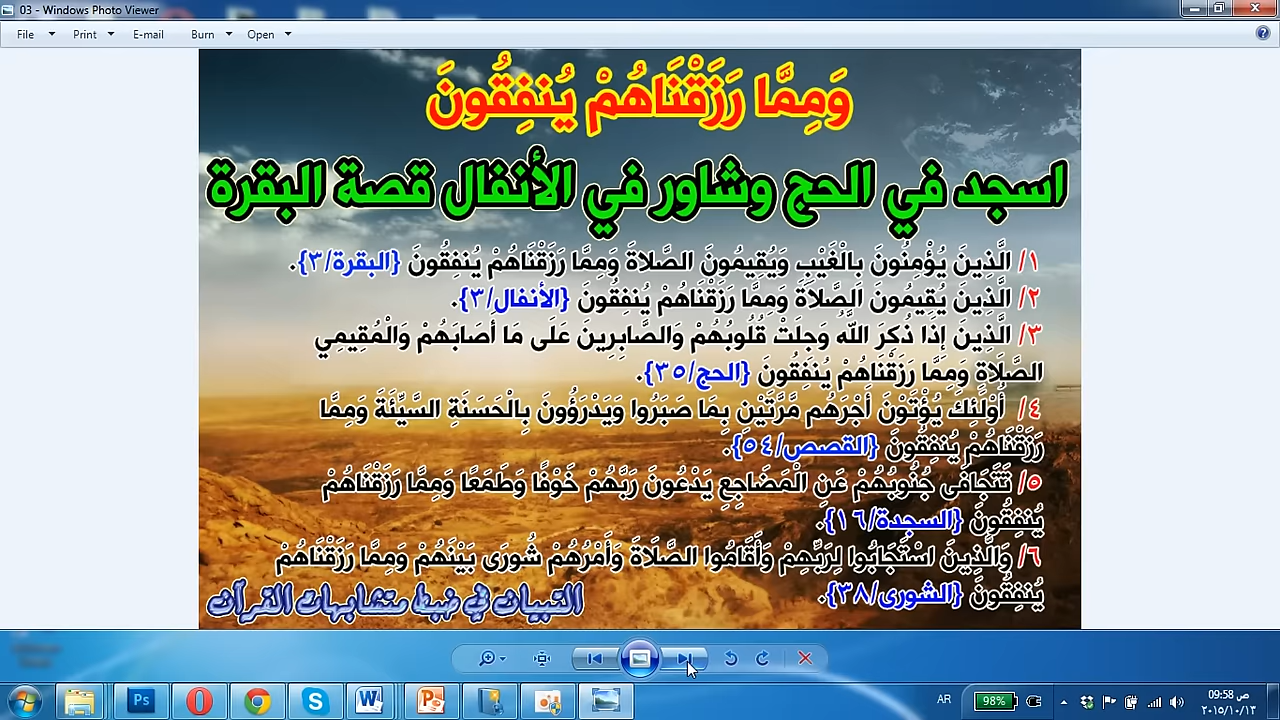 03 - Windows Photo Viewer
File Print E-mail Burn Open
وَمِمَّا رَزَقْنَاهُمْ يُنفِقُونَ
اسجد في الحج وشاور في الأنفال قصة البقرة
١/ الَّذِينَ يُؤْمِنُونَ بِالْغَيْبِ وَيُقِيمُونَ الصَّلاةَ وَمِمَّا رَزَقْنَاهُمْ يُنفِقُونَ {البقرة/٣}.
٢/ الَّذِينَ يُقِيمُونَ الصَّلاَةَ وَمِمَّا رَزَقْنَاهُمْ يُنفِقُونَ {الأنفال/٣}.
٣/ الَّذِينَ إِذَا ذُكِرَ اللَّهُ وَجِلَتْ قُلُوبُهُمْ وَالصَّابِرِينَ عَلَى مَا أَصَابَهُمْ وَالْمُقِيمِي
الصَّلَاةِ وَمِمَّا رَزَقْنَاهُمْ يُنفِقُونَ {الحج/٣٥}.
٤/ أُوْلَئِكَ يُؤْتَوْنَ أَجْرَهُم مَّرَّتَيْنِ بِمَا صَبَرُوا وَيَدْرَؤُونَ بِالْحَسَنَةِ السَّيِّئَةَ وَمِمَّا
رَزَقْنَاهُمْ يُنفِقُونَ {القصص/٥٤}.
٥/ تَتَجَافَى جُنُوبُهُمْ عَنِ الْمَضَاجِعِ يَدْعُونَ رَبَّهُمْ خَوْفًا وَطَمَعًا وَمِمَّا رَزَقْنَاهُمْ
يُنفِقُونَ {السجدة/١٦}.
٦/ وَالَّذِينَ اسْتَجَابُوا لِرَبِّهِمْ وَأَقَامُوا الصَّلَاةَ وَأَمْرُهُمْ شُورَى بَيْنَهُمْ وَمِمَّا رَزَقْنَاهُمْ
يُنفِقُونَ {الشورى/٣٨}.
التبيان في ضبط متشابهات القرآن
Ps W P AR 98% 09:58 ص
٢٠١٥/١٠/١٣